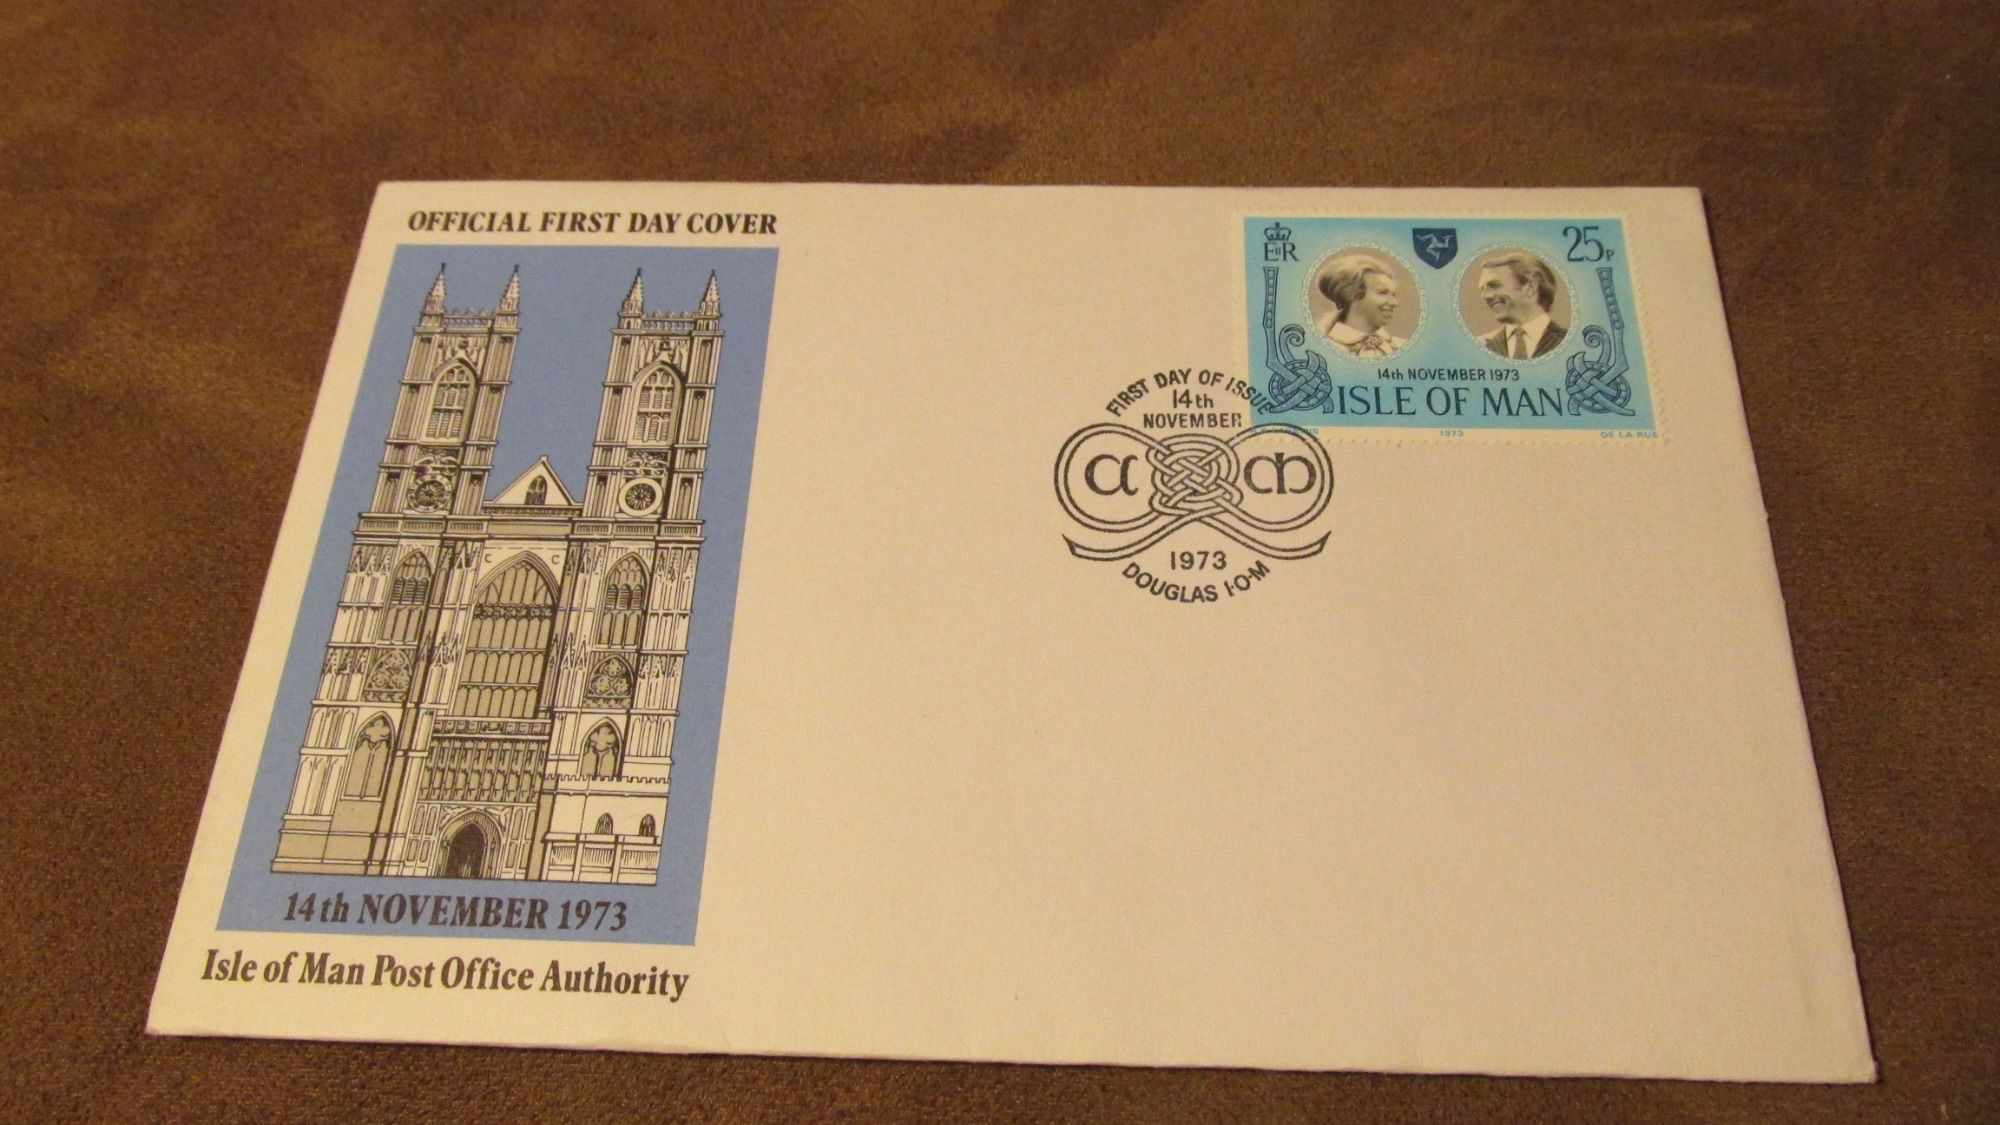 OFFICIAL FIRST DAY COVER
14th NOVEMBER 1973
Isle of Man Post Office Authority
EIIR
25P
14th NOVEMBER 1973
ISLE OF MAN
1973
DE LA RUE
FIRST DAY OF ISSUE
14th
NOVEMBER
a m
1973
DOUGLAS I·O·M